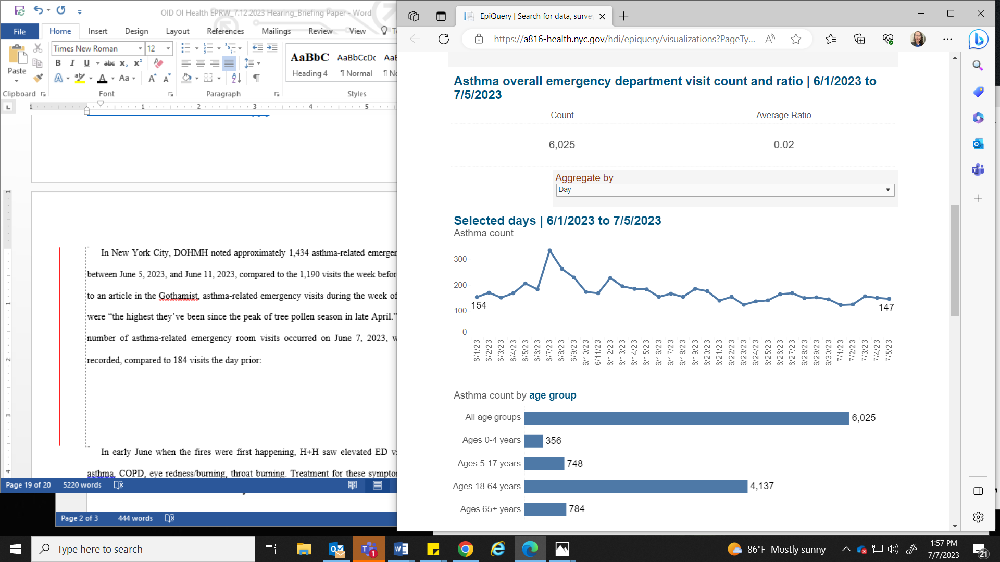 OID OI Health EPRW_7.12.2023 Hearing_Briefing Paper - Word
File Home Insert Design Layout References Mailings Review View
Times New Roman 12
Paste
B I U abc x₂ x²
A aby A Aa A A
AaBbC AaBbCcDc AaB
Heading 4 ¶ Normal ¶ N
Clipboard Font Paragraph Styles
1 1 2 3 4 5
In New York City, DOHMH noted approximately 1,434 asthma-related emergen
between June 5, 2023, and June 11, 2023, compared to the 1,190 visits the week befor
to an article in the Gothamist, asthma-related emergency visits during the week of
were “the highest they’ve been since the peak of tree pollen season in late April.”
number of asthma-related emergency room visits occurred on June 7, 2023, w
recorded, compared to 184 visits the day prior:
In early June when the fires were first happening, H+H saw elevated ED v
asthma, COPD, eye redness/burning, throat burning. Treatment for these sympto
Page 19 of 20 5220 words
Page 2 of 3 444 words
EpiQuery | Search for data, surve
https://a816-health.nyc.gov/hdi/epiquery/visualizations?PageTy...
Asthma overall emergency department visit count and ratio | 6/1/2023 to
7/5/2023
Count Average Ratio
6,025 0.02
Aggregate by
Day
Selected days | 6/1/2023 to 7/5/2023
Asthma count
300
200
100
0
154
147
6/1/23
6/2/23
6/3/23
6/4/23
6/5/23
6/6/23
6/7/23
6/8/23
6/9/23
6/10/23
6/11/23
6/12/23
6/13/23
6/14/23
6/15/23
6/16/23
6/17/23
6/18/23
6/19/23
6/20/23
6/21/23
6/22/23
6/23/23
6/24/23
6/25/23
6/26/23
6/27/23
6/28/23
6/29/23
6/30/23
7/1/23
7/2/23
7/3/23
7/4/23
7/5/23
Asthma count by age group
All age groups 6,025
Ages 0-4 years 356
Ages 5-17 years 748
Ages 18-64 years 4,137
Ages 65+ years 784
Type here to search
86°F Mostly sunny
1:57 PM
7/7/2023
21